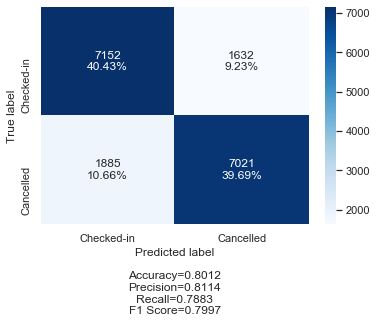 7152
40.43%
1632
9.23%
1885
10.66%
7021
39.69%
True label
Checked-in
Cancelled
Checked-in
Cancelled
Predicted label
Accuracy=0.8012
Precision=0.8114
Recall=0.7883
F1 Score=0.7997
7000
6000
5000
4000
3000
2000